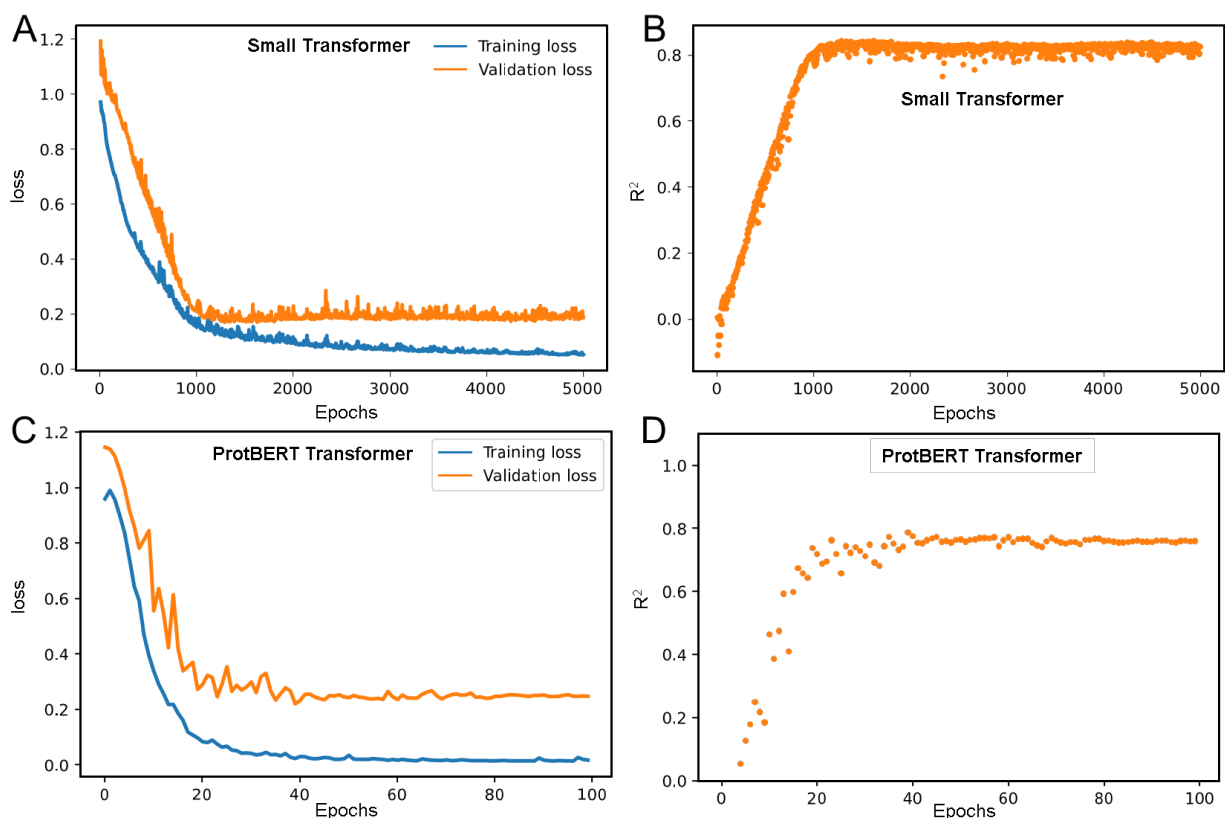 A
Small Transformer
Training loss
Validation loss
1.2
1.0
0.8
0.6
0.4
0.2
0.0
loss
0
1000
2000
3000
4000
5000
Epochs
B
Small Transformer
0.8
0.6
0.4
0.2
0.0
R²
0
1000
2000
3000
4000
5000
Epochs
C
ProtBERT Transformer
Training loss
Validation loss
1.2
1.0
0.8
0.6
0.4
0.2
0.0
loss
0
20
40
60
80
100
Epochs
D
ProtBERT Transformer
1.0
0.8
0.6
0.4
0.2
0.0
R²
0
20
40
60
80
100
Epochs